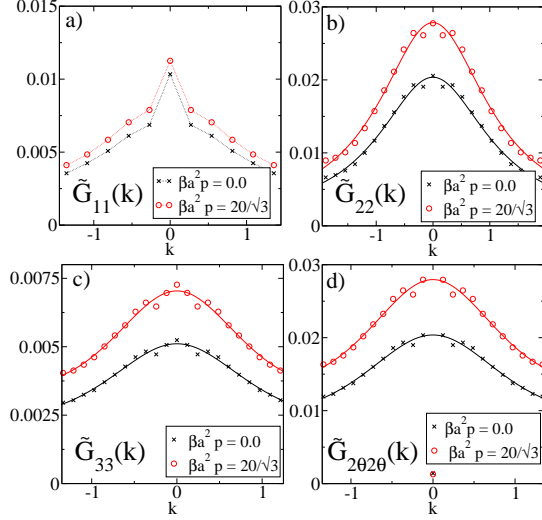 a)
0.015
0.01
0.005
0
-1
0
1
k
G̃₁₁(k)
βa² p = 0.0
βa² p = 20/√3
b)
0.03
0.02
0.01
0
-1
0
1
k
G̃₂₂(k)
βa² p = 0.0
βa² p = 20/√3
c)
0.0075
0.005
0.0025
0
-1
0
1
k
G̃₃₃(k)
βa² p = 0.0
βa² p = 20/√3
d)
0.03
0.02
0.01
0
-1
0
1
k
G̃₂θ₂θ(k)
βa² p = 0.0
βa² p = 20/√3